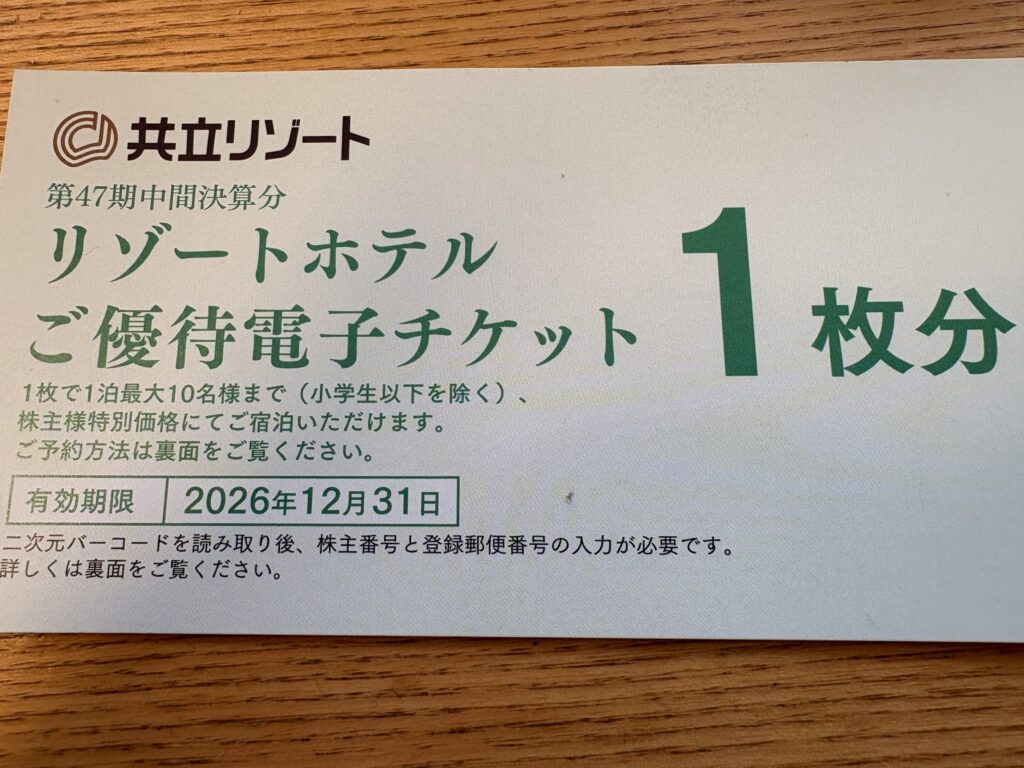 共立リゾート
第47期中間決算分
リゾートホテル
ご優待電子チケット
1枚分
1枚で1泊最大10名様まで（小学生以下を除く）、
株主様特別価格にてご宿泊いただけます。
ご予約方法は裏面をご覧ください。
有効期限 2026年12月31日
二次元バーコードを読み取り後、株主番号と登録郵便番号の入力が必要です。
詳しくは裏面をご覧ください。